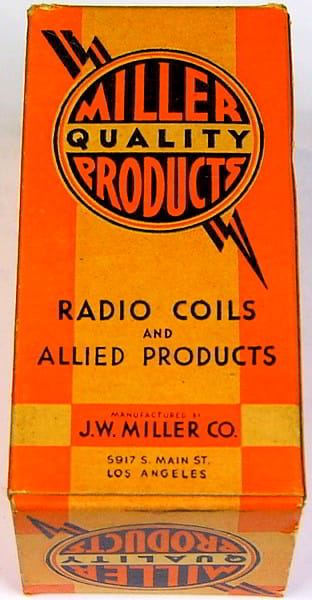 MILLER
QUALITY
PRODUCTS
RADIO COILS
AND
ALLIED PRODUCTS
MANUFACTURED BY
J.W. MILLER CO.
5917 S. MAIN ST.
LOS ANGELES
MILLER
QUALITY
PRODUCTS